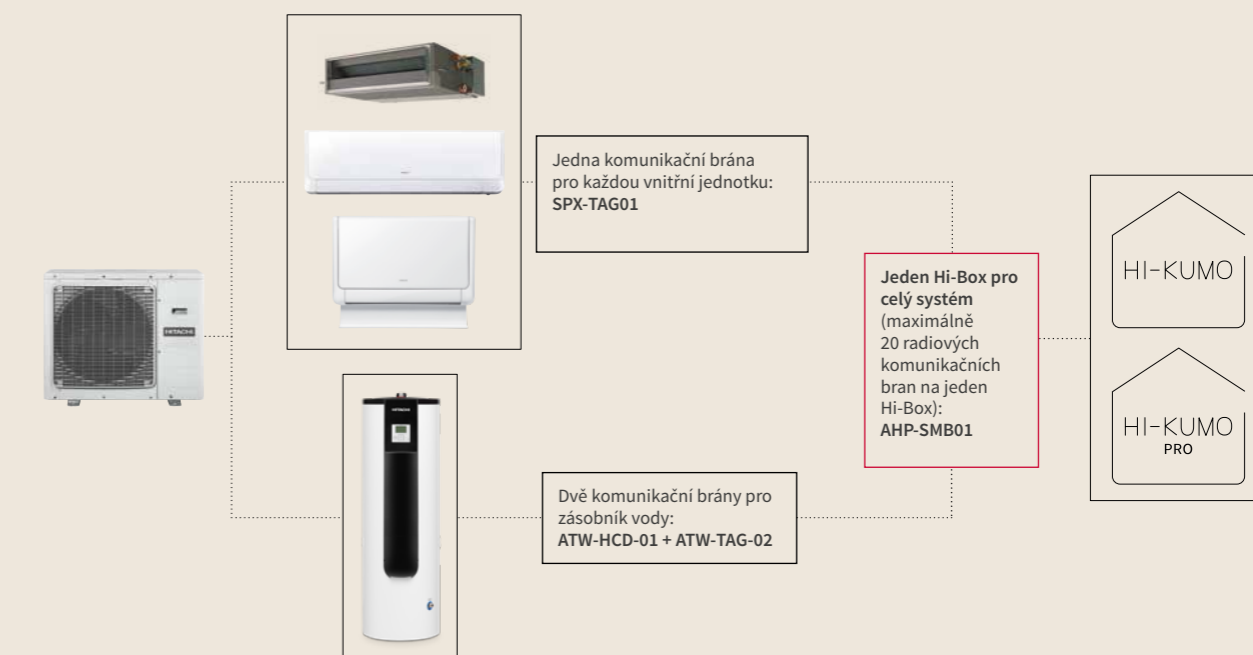 Jedna komunikační brána
pro každou vnitřní jednotku:
SPX-TAG01
HITACHI
Jeden Hi-Box pro
celý systém
(maximálně
20 radiových
komunikačních
bran na jeden
Hi-Box):
AHP-SMB01
HI-KUMO
HI-KUMO
PRO
HITACHI
Dvě komunikační brány pro
zásobník vody:
ATW-HCD-01 + ATW-TAG-02